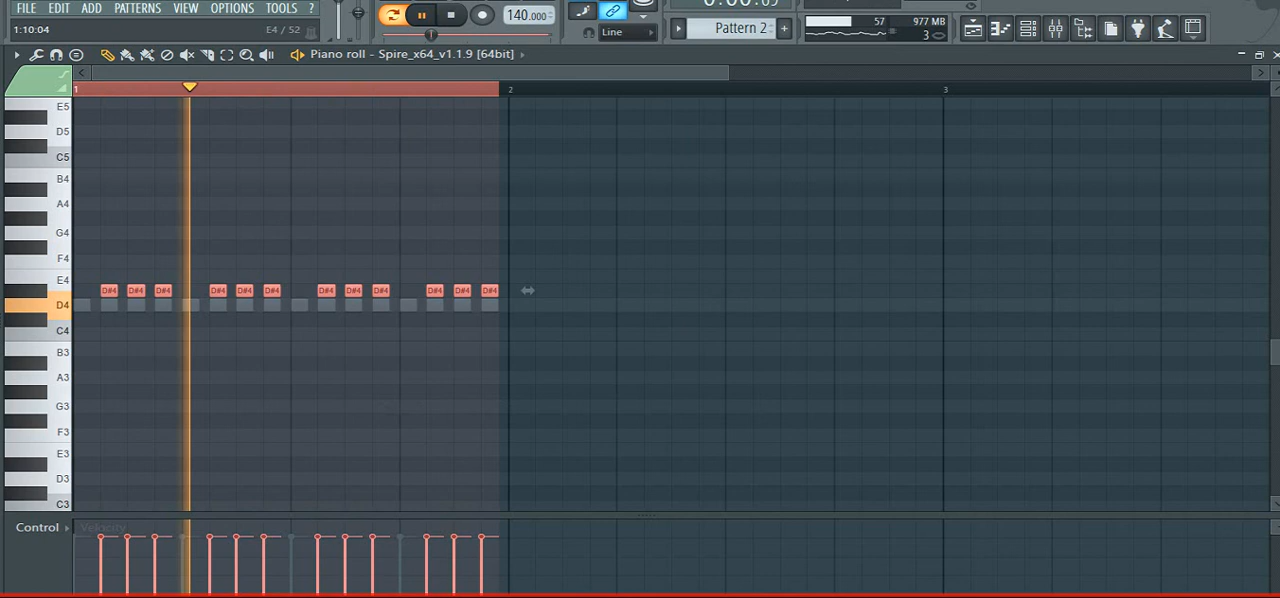 FILE EDIT ADD PATTERNS VIEW OPTIONS TOOLS ?
1:10:04 E4 / 52
140.000
Line
Pattern 2
57
977 MB
3
Piano roll - Spire_x64_v1.1.9 [64bit]
1 2 3
E5
D5
C5
B4
A4
G4
F4
E4
D#4 D#4 D#4 D#4 D#4 D#4 D#4 D#4 D#4 D#4 D#4 D#4
D4
C4
B3
A3
G3
F3
E3
D3
C3
Control Velocity